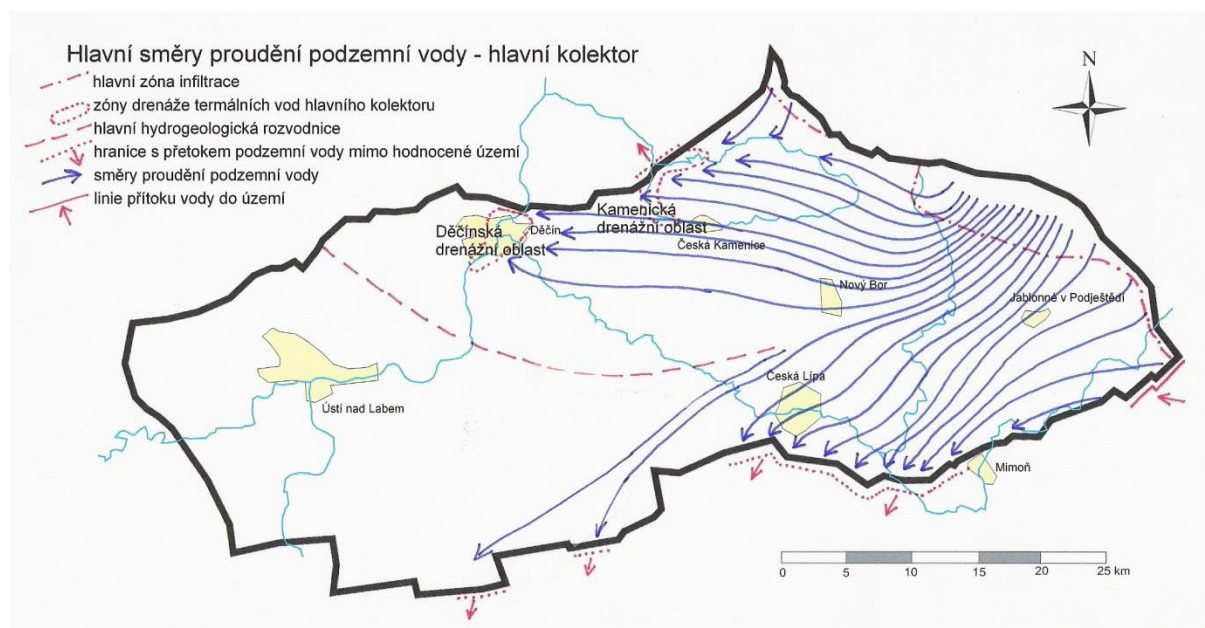 Hlavní směry proudění podzemní vody - hlavní kolektor
hlavní zóna infiltrace
zóny drenáže termálních vod hlavního kolektoru
hlavní hydrogeologická rozvodnice
hranice s přetokem podzemní vody mimo hodnocené území
směry proudění podzemní vody
linie přítoku vody do území
N
Kamenická
drenážní oblast
Děčínská
drenážní oblast
Děčín
Česká Kamenice
Nový Bor
Jablonné v Podještědí
Česká Lípa
Ústí nad Labem
Mimoň
0 5 10 15 20 25 km